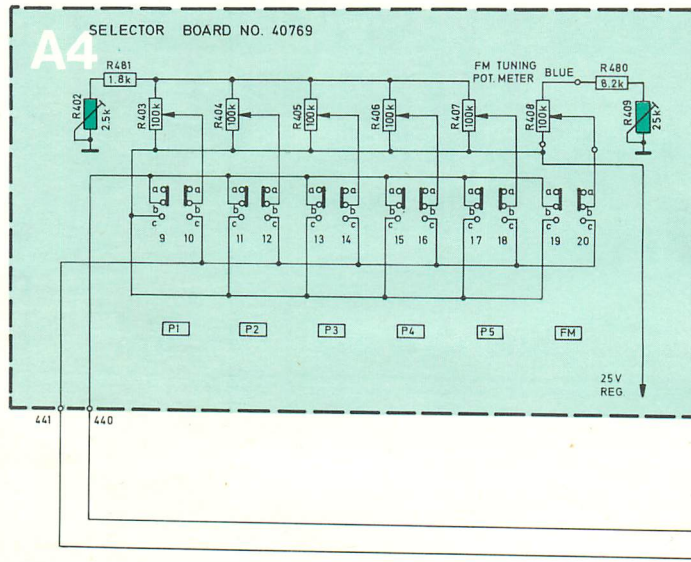 A4
SELECTOR BOARD NO. 40769
R481
1.8k
FM TUNING
POT. METER
BLUE
R480
8.2k
R402
2.5k
R403
100k
R404
100k
R405
100k
R406
100k
R407
100k
R408
100k
R409
25k
a a a a a a a a a a a a
b b b b b b b b b b b b
c c c c c c c c c c c c
9 10 11 12 13 14 15 16 17 18 19 20
P1 P2 P3 P4 P5 FM
25V
REG.
441 440